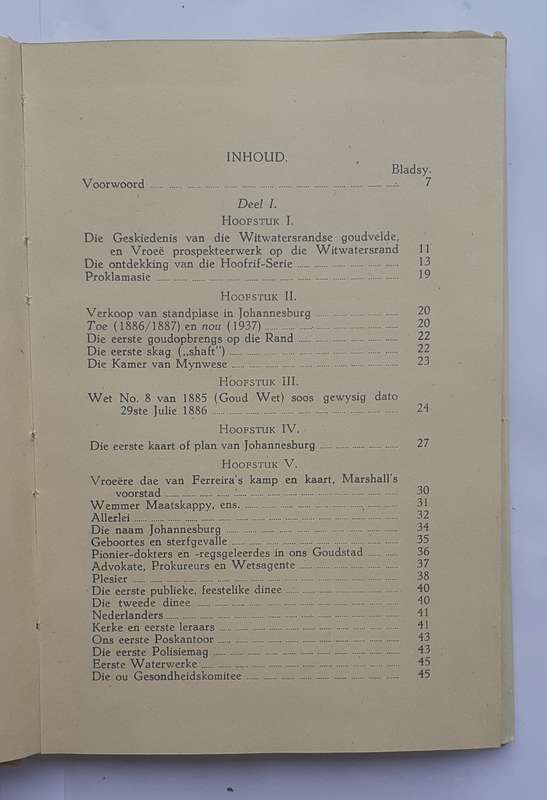 INHOUD.
Bladsy.
Voorwoord 7
Deel I.
HOOFSTUK I.
Die Geskiedenis van die Witwatersrandse goudvelde,
en Vroeë prospekteerwerk op die Witwatersrand 11
Die ontdekking van die Hoofrif-Serie 13
Proklamasie 19
HOOFSTUK II.
Verkoop van standplase in Johannesburg 20
Toe (1886/1887) en nou (1937) 20
Die eerste goudopbrengs op die Rand 22
Die eerste skag („shaft") 22
Die Kamer van Mynwese 23
HOOFSTUK III.
Wet No. 8 van 1885 (Goud Wet) soos gewysig dato
29ste Julie 1886 24
HOOFSTUK IV.
Die eerste kaart of plan van Johannesburg 27
HOOFSTUK V.
Vroeëre dae van Ferreira's kamp en kaart, Marshall's
voorstad 30
Wemmer Maatskappy, ens. 31
Allerlei 32
Die naam Johannesburg 34
Geboortes en sterfgevalle 35
Pionier-dokters en -regsgeleerdes in ons Goudstad 36
Advokate, Prokureurs en Wetsagente 37
Plesier 38
Die eerste publieke, feestelike dinee 40
Die tweede dinee 40
Nederlanders 41
Kerke en eerste leraars 41
Ons eerste Poskantoor 43
Die eerste Polisiemag 43
Eerste Waterwerke 45
Die ou Gesondheidskomitee 45